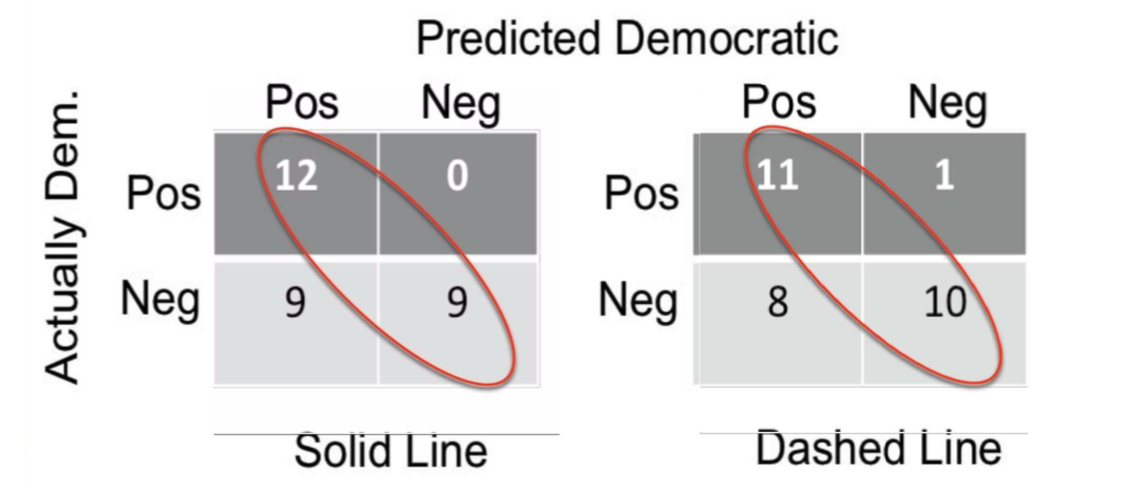 Predicted Democratic
Pos Neg Pos Neg
Actually Dem.
Pos 12 0 Pos 11 1
Neg 9 9 Neg 8 10
Solid Line Dashed Line